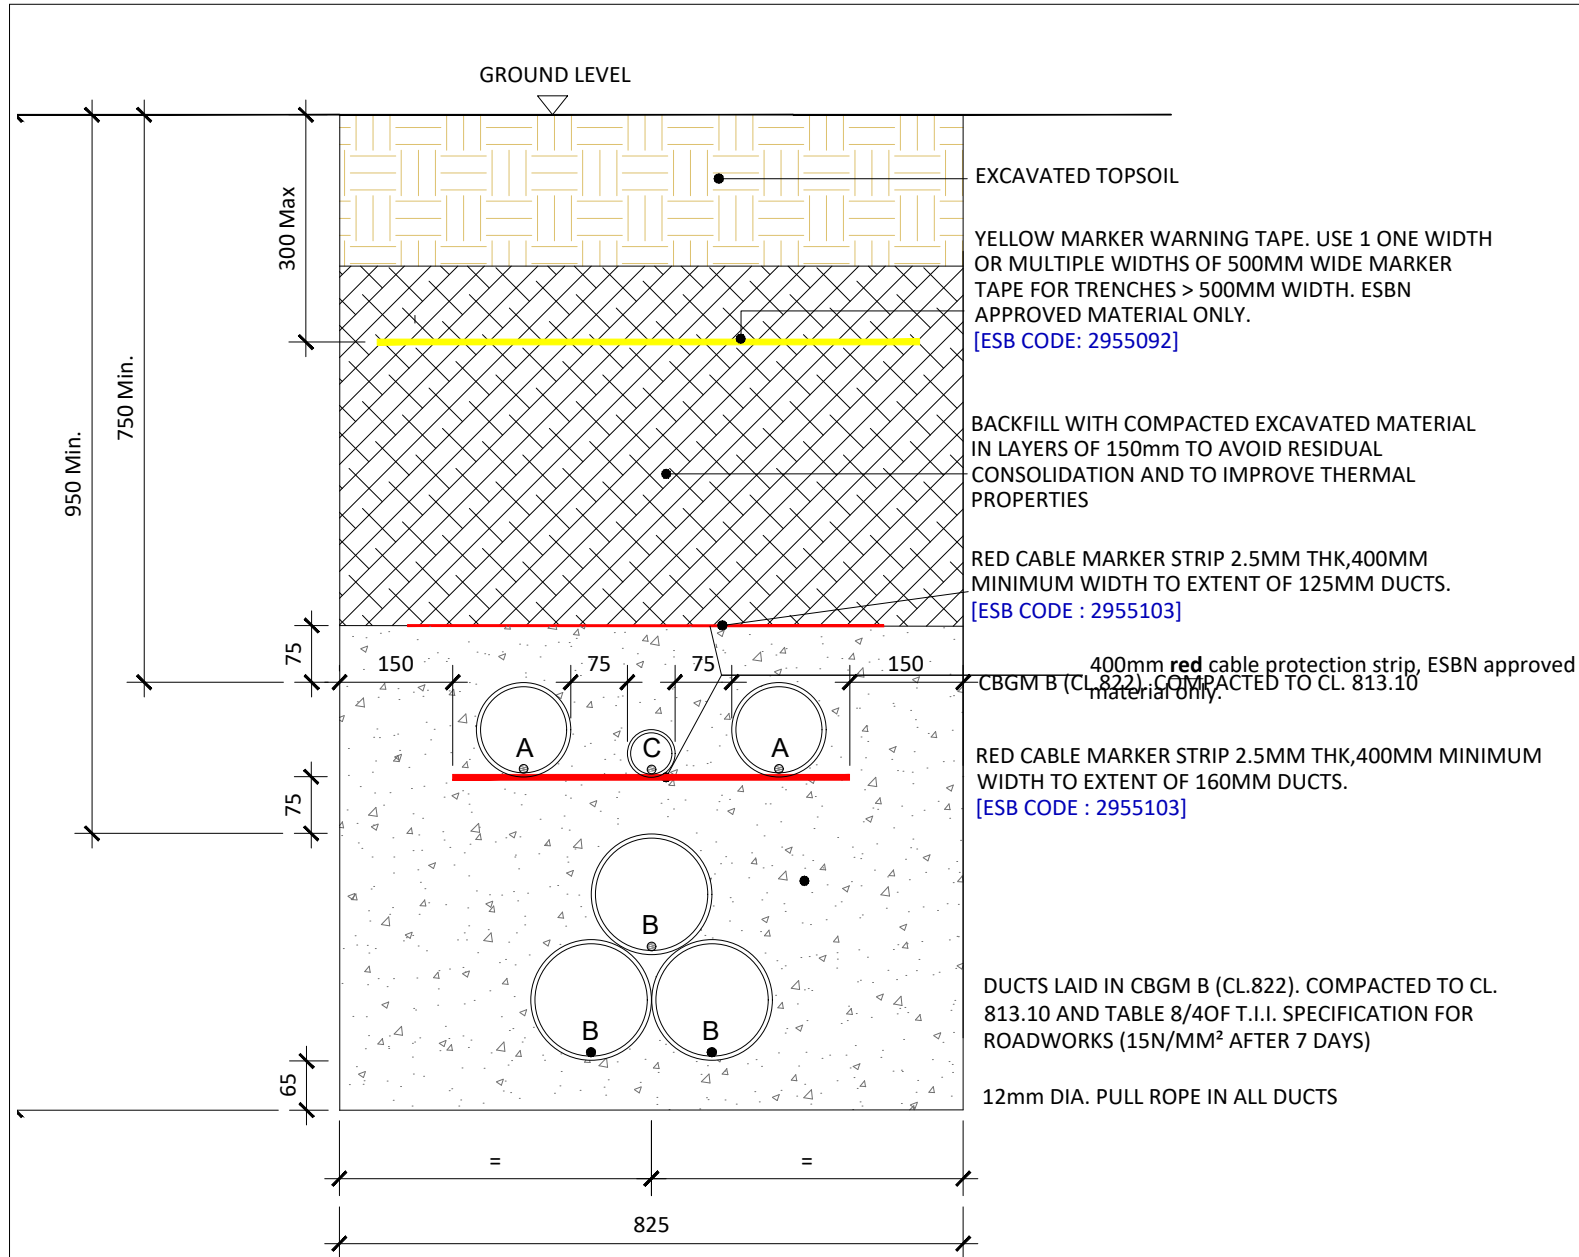 GROUND LEVEL
EXCAVATED TOPSOIL
YELLOW MARKER WARNING TAPE. USE 1 ONE WIDTH
OR MULTIPLE WIDTHS OF 500MM WIDE MARKER
TAPE FOR TRENCHES > 500MM WIDTH. ESBN
APPROVED MATERIAL ONLY.
[ESB CODE: 2955092]
300 Max
750 Min.
950 Min.
BACKFILL WITH COMPACTED EXCAVATED MATERIAL
IN LAYERS OF 150mm TO AVOID RESIDUAL
CONSOLIDATION AND TO IMPROVE THERMAL
PROPERTIES
RED CABLE MARKER STRIP 2.5MM THK,400MM
MINIMUM WIDTH TO EXTENT OF 125MM DUCTS.
[ESB CODE : 2955103]
75
150
75
75
150
400mm red cable protection strip, ESBN approved
material only.
CBGM B (CL.822). COMPACTED TO CL. 813.10
A
C
A
RED CABLE MARKER STRIP 2.5MM THK,400MM MINIMUM
WIDTH TO EXTENT OF 160MM DUCTS.
[ESB CODE : 2955103]
75
B
B
B
DUCTS LAID IN CBGM B (CL.822). COMPACTED TO CL.
813.10 AND TABLE 8/4OF T.I.I. SPECIFICATION FOR
ROADWORKS (15N/MM² AFTER 7 DAYS)
65
12mm DIA. PULL ROPE IN ALL DUCTS
=
=
825